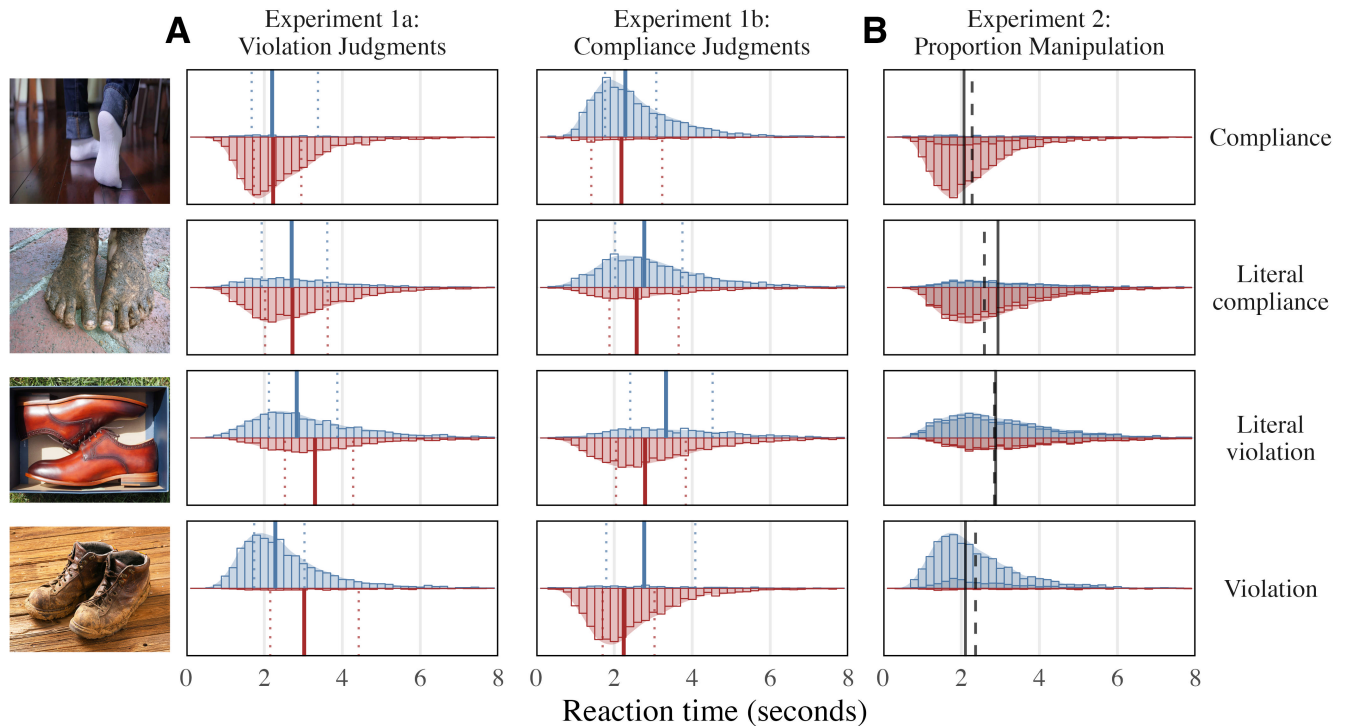 A
Experiment 1a:
Violation Judgments
Experiment 1b:
Compliance Judgments
B
Experiment 2:
Proportion Manipulation
Compliance
Literal
compliance
Literal
violation
Violation
0 2 4 6 0 2 4 6 8 0 2 4 6 8
Reaction time (seconds)